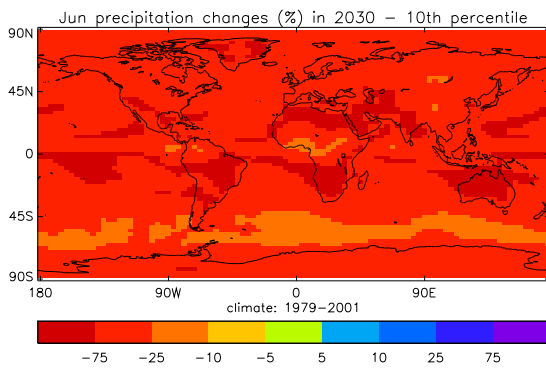 Jun precipitation changes (%) in 2030 – 10th percentile
90N
45N
0
45S
90S
180 90W 0 90E
climate: 1979–2001
−75 −25 −10 −5 5 10 25 75